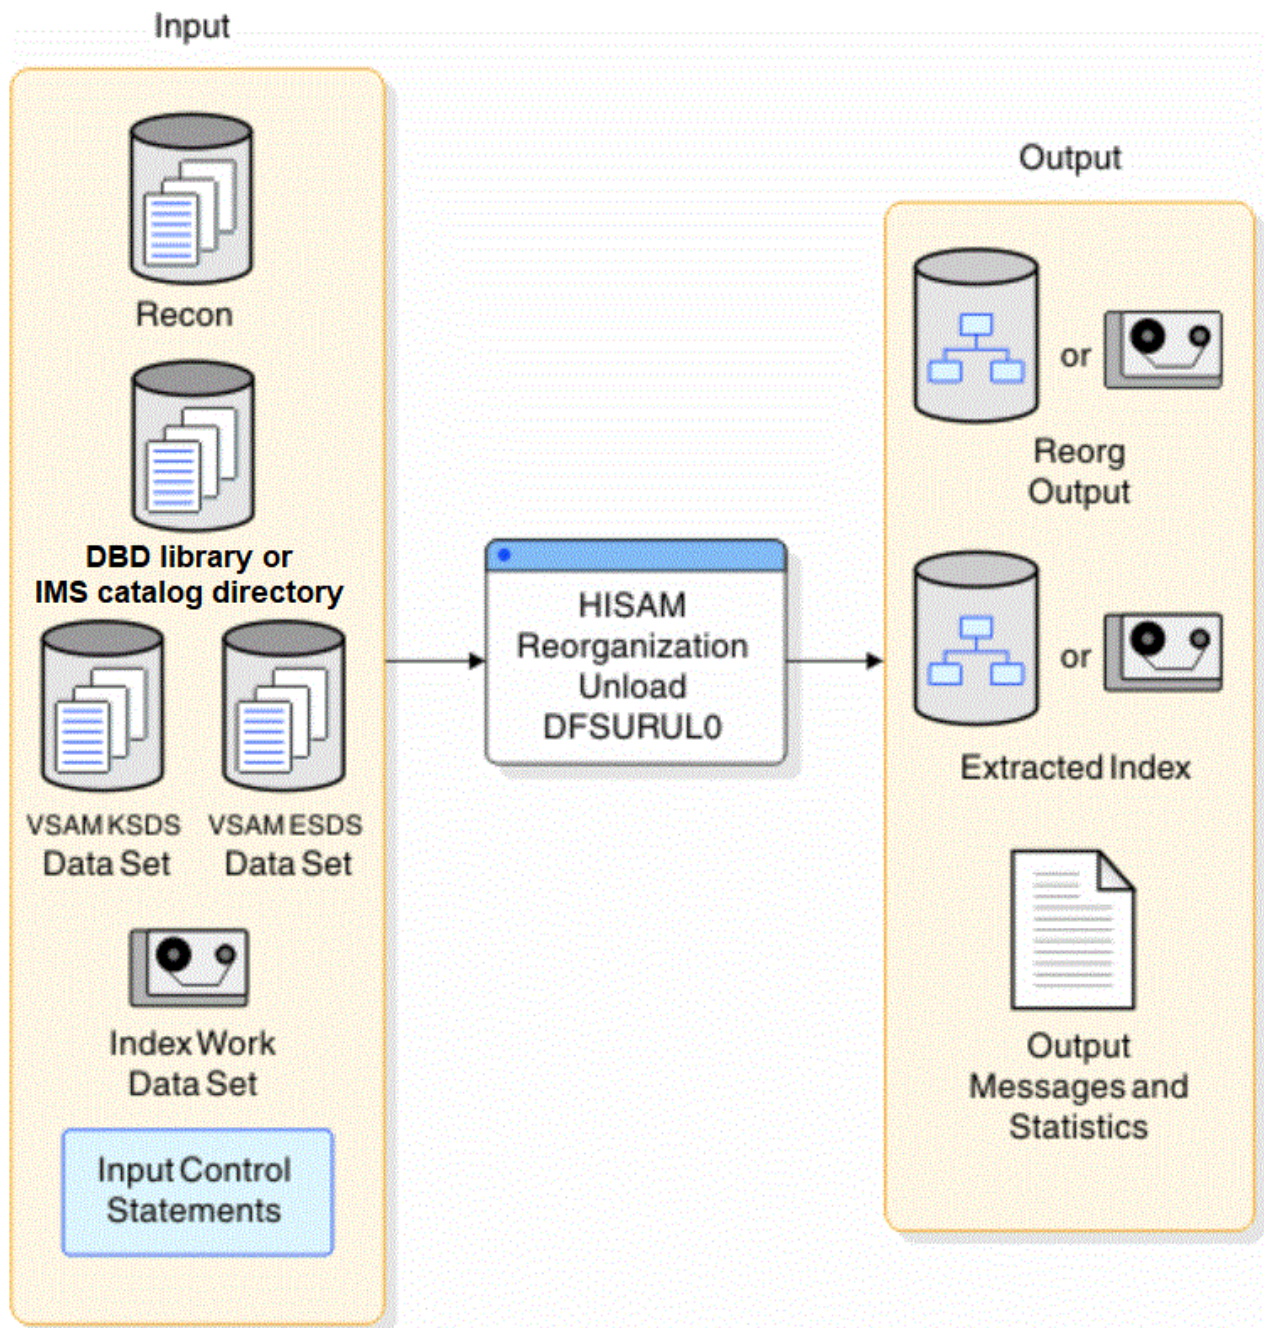 Input
Recon
DBD library or
IMS catalog directory
VSAM KSDS
Data Set
VSAM ESDS
Data Set
Index Work
Data Set
Input Control
Statements
HISAM
Reorganization
Unload
DFSURUL0
Output
or
Reorg
Output
or
Extracted Index
Output
Messages and
Statistics